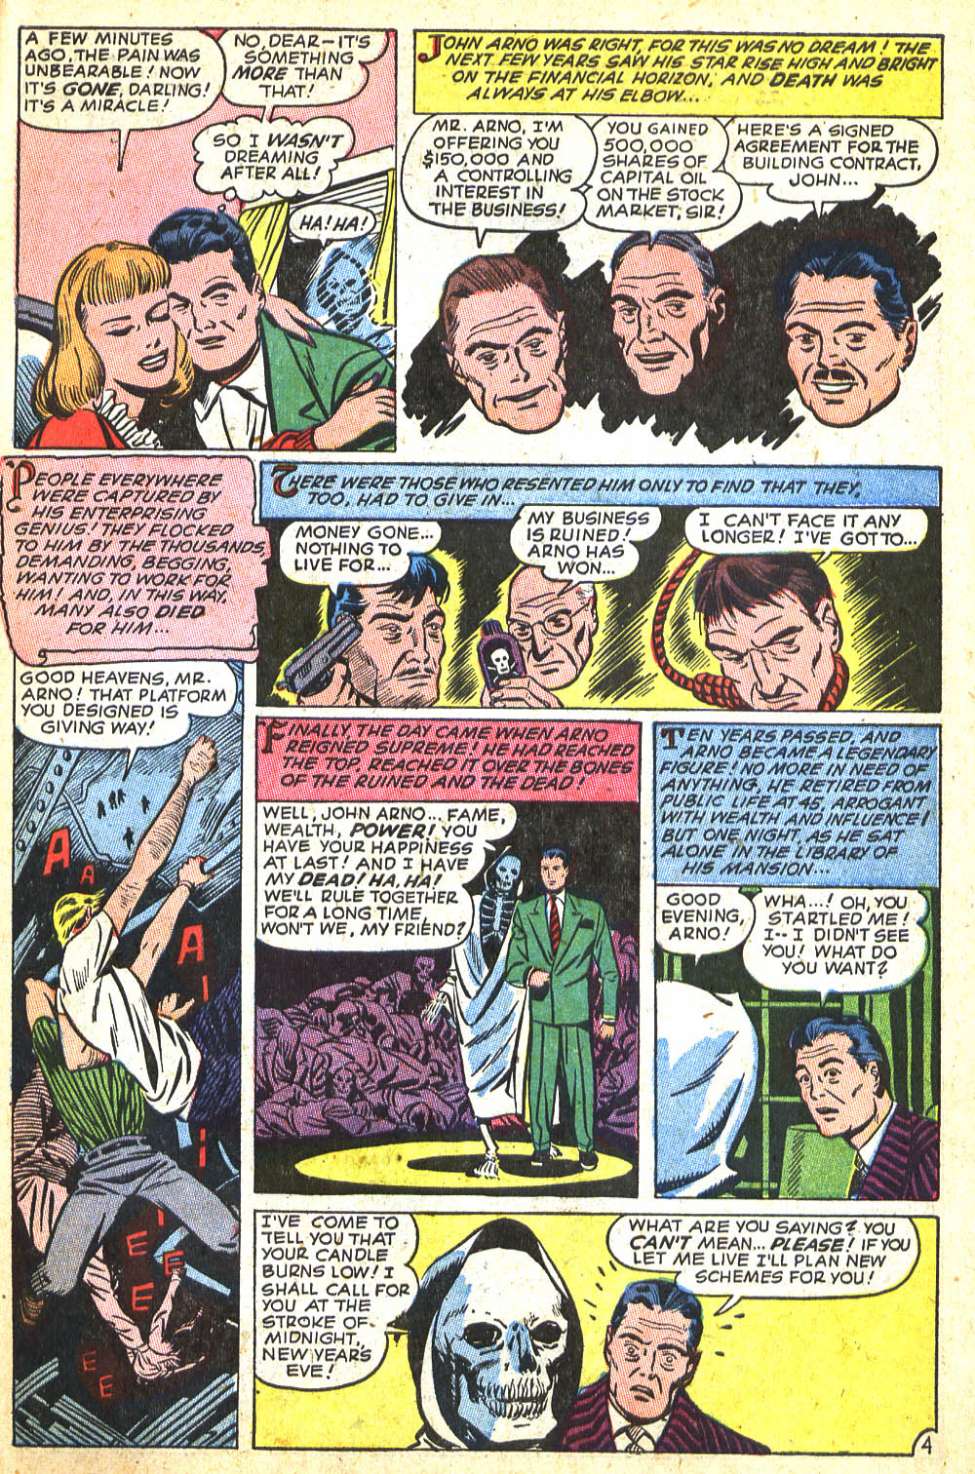 A FEW MINUTES
AGO, THE PAIN WAS
UNBEARABLE! NOW
IT'S GONE, DARLING!
IT'S A MIRACLE!
NO, DEAR-IT'S
SOMETHING
MORE THAN
THAT!
SO I WASN'T
DREAMING
AFTER ALL!
HA! HA!
JOHN ARNO WAS RIGHT, FOR THIS WAS NO DREAM! THE
NEXT FEW YEARS SAW HIS STAR RISE HIGH AND BRIGHT
ON THE FINANCIAL HORIZON, AND DEATH WAS
ALWAYS AT HIS ELBOW...
MR. ARNO, I'M
OFFERING YOU
$150,000 AND
A CONTROLLING
INTEREST IN
THE BUSINESS!
YOU GAINED
500,000
SHARES OF
CAPITAL OIL
ON THE STOCK
MARKET, SIR!
HERE'S A SIGNED
AGREEMENT FOR THE
BUILDING CONTRACT,
JOHN...
PEOPLE EVERYWHERE
WERE CAPTURED BY
HIS ENTERPRISING
GENIUS! THEY FLOCKED
TO HIM BY THE THOUSANDS,
DEMANDING, BEGGING,
WANTING TO WORK FOR
HIM! AND, IN THIS WAY,
MANY ALSO DIED
FOR HIM...
GOOD HEAVENS, MR.
ARNO! THAT PLATFORM
YOU DESIGNED IS
GIVING WAY!
A
A
A
I
I
I
E
E
E
E
E
THERE WERE THOSE WHO RESENTED HIM ONLY TO FIND THAT THEY,
TOO, HAD TO GIVE IN...
MONEY GONE...
NOTHING TO
LIVE FOR...
MY BUSINESS
IS RUINED!
ARNO HAS
WON...
I CAN'T FACE IT ANY
LONGER! I'VE GOT TO...
FINALLY, THE DAY CAME WHEN ARNO
REIGNED SUPREME! HE HAD REACHED
THE TOP, REACHED IT OVER THE BONES
OF THE RUINED AND THE DEAD!
WELL, JOHN ARNO... FAME,
WEALTH, POWER! YOU
HAVE YOUR HAPPINESS
AT LAST! AND I HAVE
MY DEAD! HA, HA!
WE'LL RULE TOGETHER
FOR A LONG TIME,
WON'T WE, MY FRIEND?
TEN YEARS PASSED, AND
ARNO BECAME A LEGENDARY
FIGURE! NO MORE IN NEED OF
ANYTHING, HE RETIRED FROM
PUBLIC LIFE AT 45, ARROGANT
WITH WEALTH AND INFLUENCE!
BUT ONE NIGHT, AS HE SAT
ALONE IN THE LIBRARY OF
HIS MANSION...
GOOD
EVENING,
ARNO!
WHA...! OH, YOU
STARTLED ME!
I-- I DIDN'T SEE
YOU! WHAT DO
YOU WANT?
I'VE COME TO
TELL YOU THAT
YOUR CANDLE
BURNS LOW! I
SHALL CALL FOR
YOU AT THE
STROKE OF
MIDNIGHT,
NEW YEAR'S
EVE!
WHAT ARE YOU SAYING? YOU
CAN'T MEAN... PLEASE! IF YOU
LET ME LIVE I'LL PLAN NEW
SCHEMES FOR YOU!
4